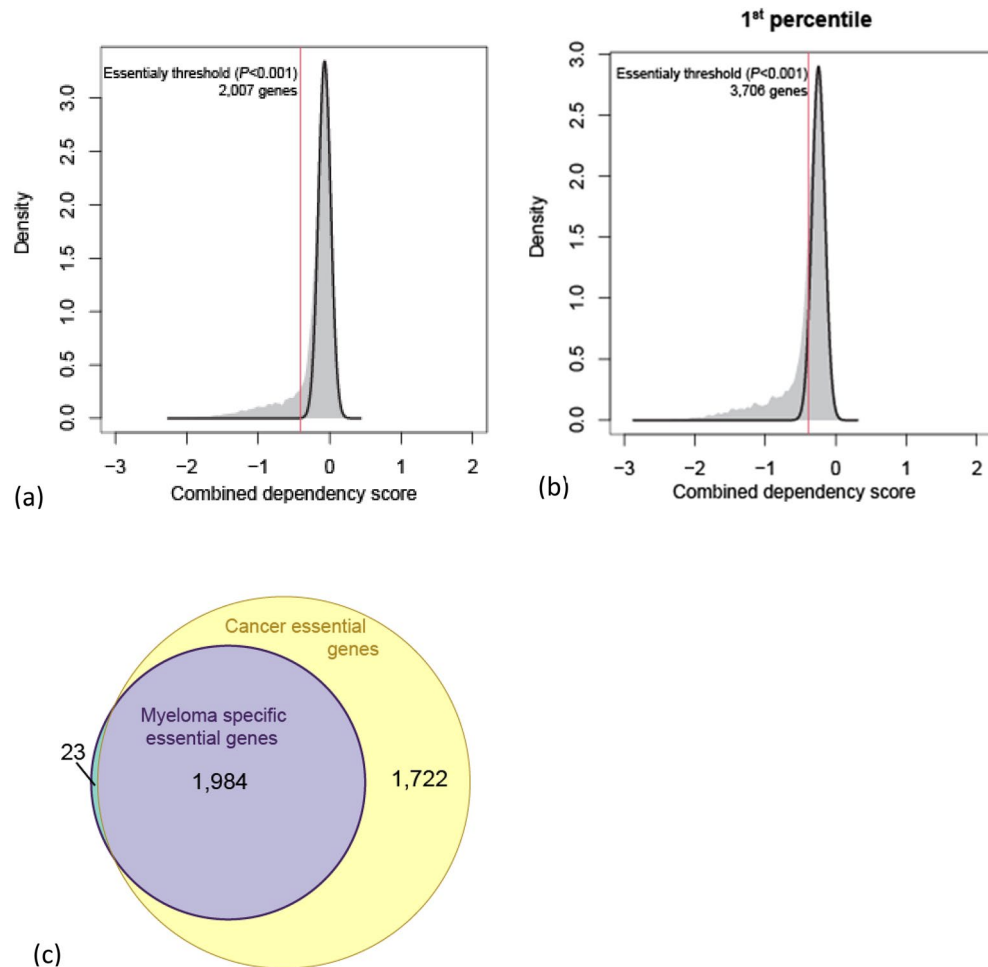 Essentialy threshold (P<0.001)
2,007 genes
Density
0.0 0.5 1.0 1.5 2.0 2.5 3.0
−3 −2 −1 0 1 2
Combined dependency score
(a)
1st percentile
Essentialy threshold (P<0.001)
3,706 genes
Density
0.0 0.5 1.0 1.5 2.0 2.5 3.0
−3 −2 −1 0 1 2
Combined dependency score
(b)
Cancer essential
genes
Myeloma specific
essential genes
23
1,984
1,722
(c)